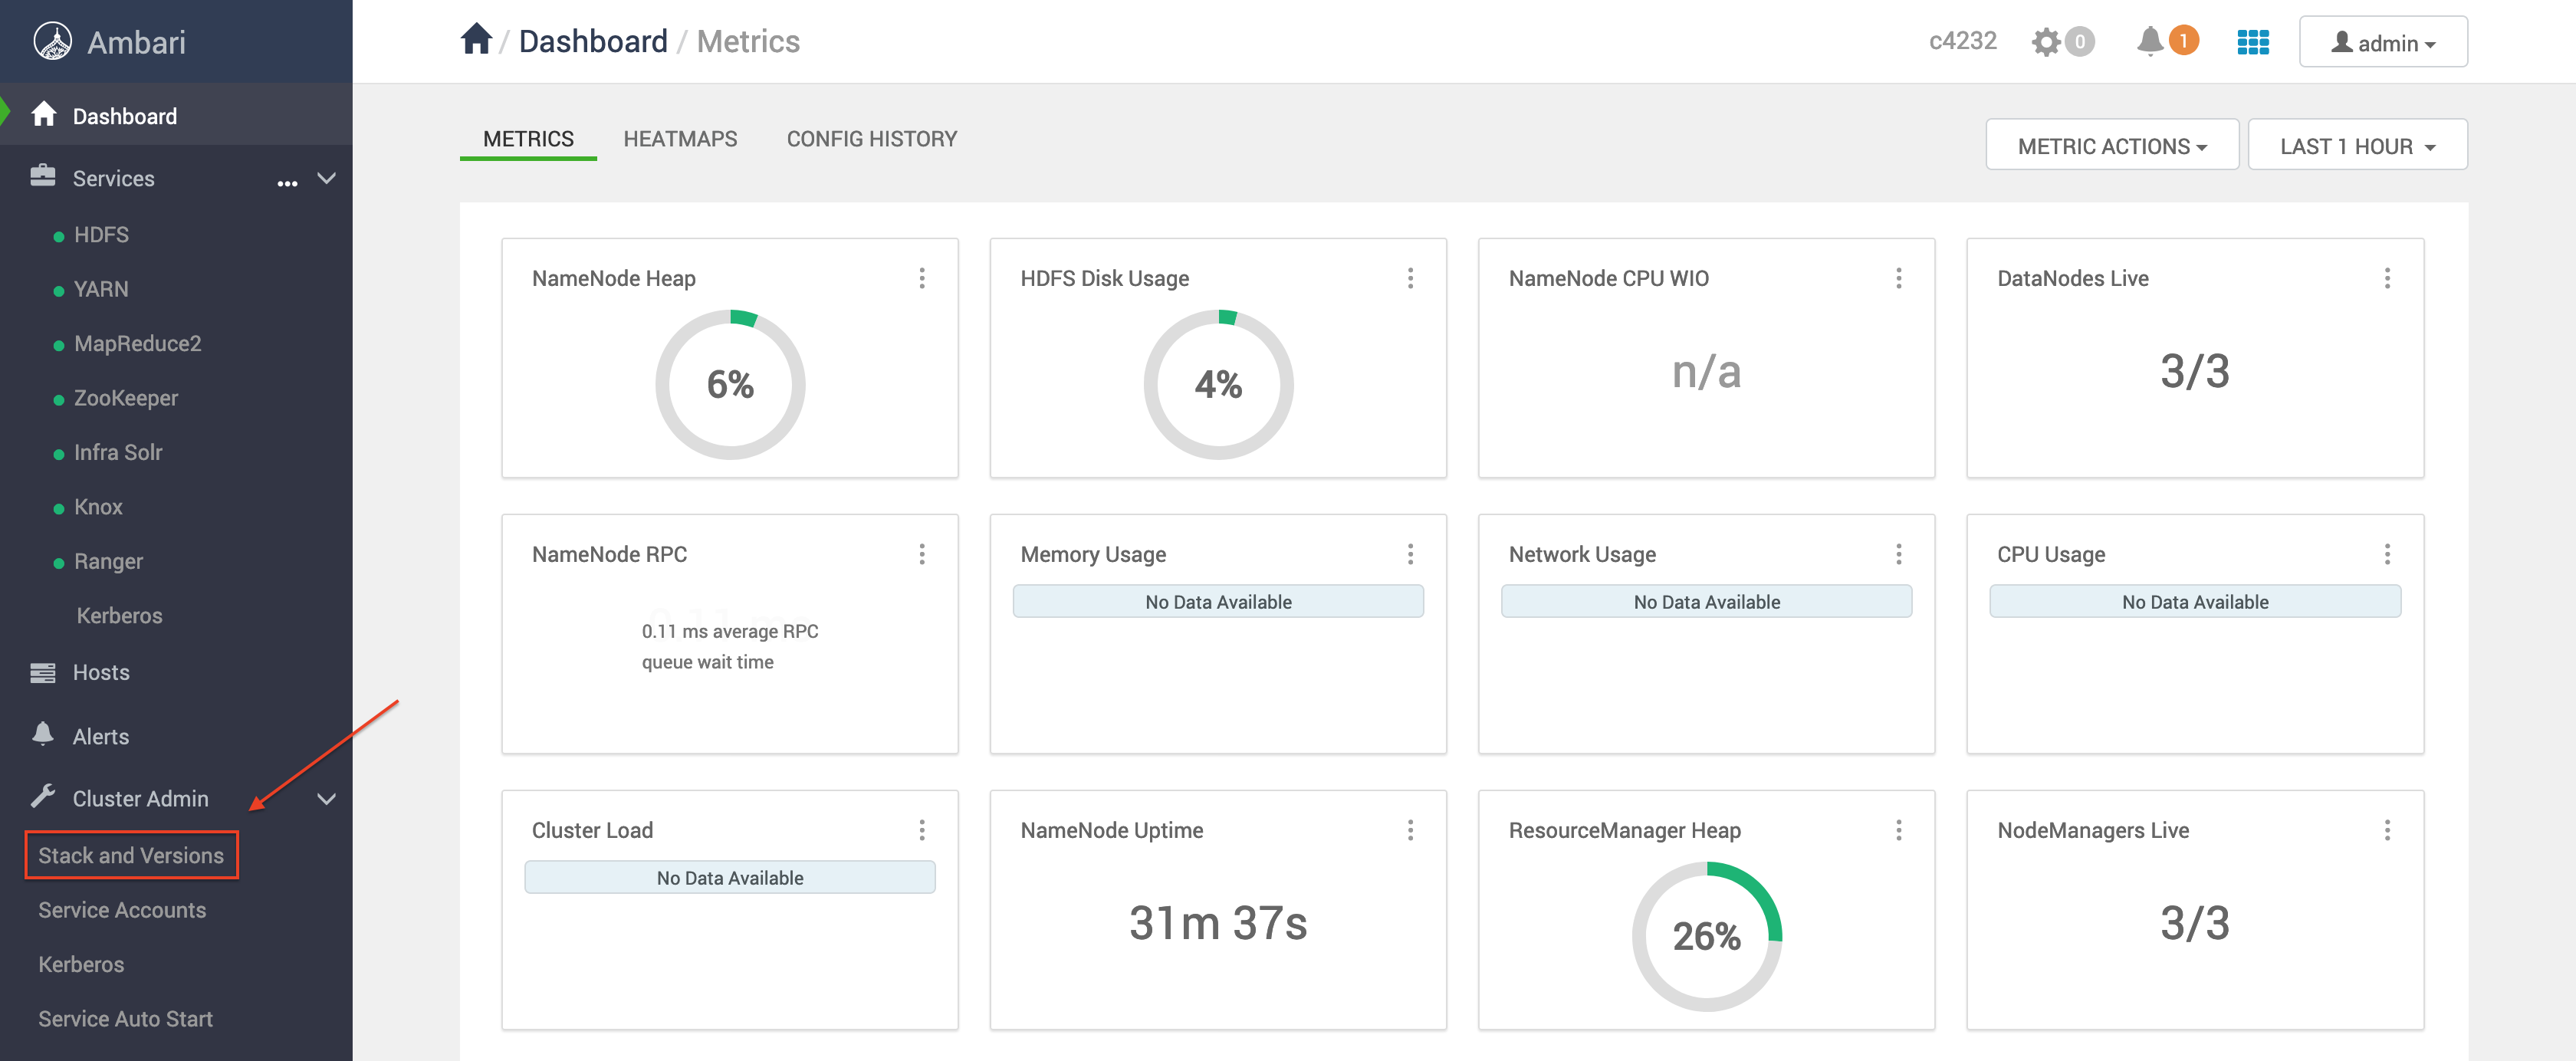 Ambari
Dashboard
Services ...
HDFS
YARN
MapReduce2
ZooKeeper
Infra Solr
Knox
Ranger
Kerberos
Hosts
Alerts
Cluster Admin
Stack and Versions
Service Accounts
Kerberos
Service Auto Start
/ Dashboard / Metrics
c4232
0
1
admin
METRICS
HEATMAPS
CONFIG HISTORY
METRIC ACTIONS
LAST 1 HOUR
NameNode Heap
6%
HDFS Disk Usage
4%
NameNode CPU WIO
n/a
DataNodes Live
3/3
NameNode RPC
0.11 ms average RPC
queue wait time
Memory Usage
No Data Available
Network Usage
No Data Available
CPU Usage
No Data Available
Cluster Load
No Data Available
NameNode Uptime
31m 37s
ResourceManager Heap
26%
NodeManagers Live
3/3